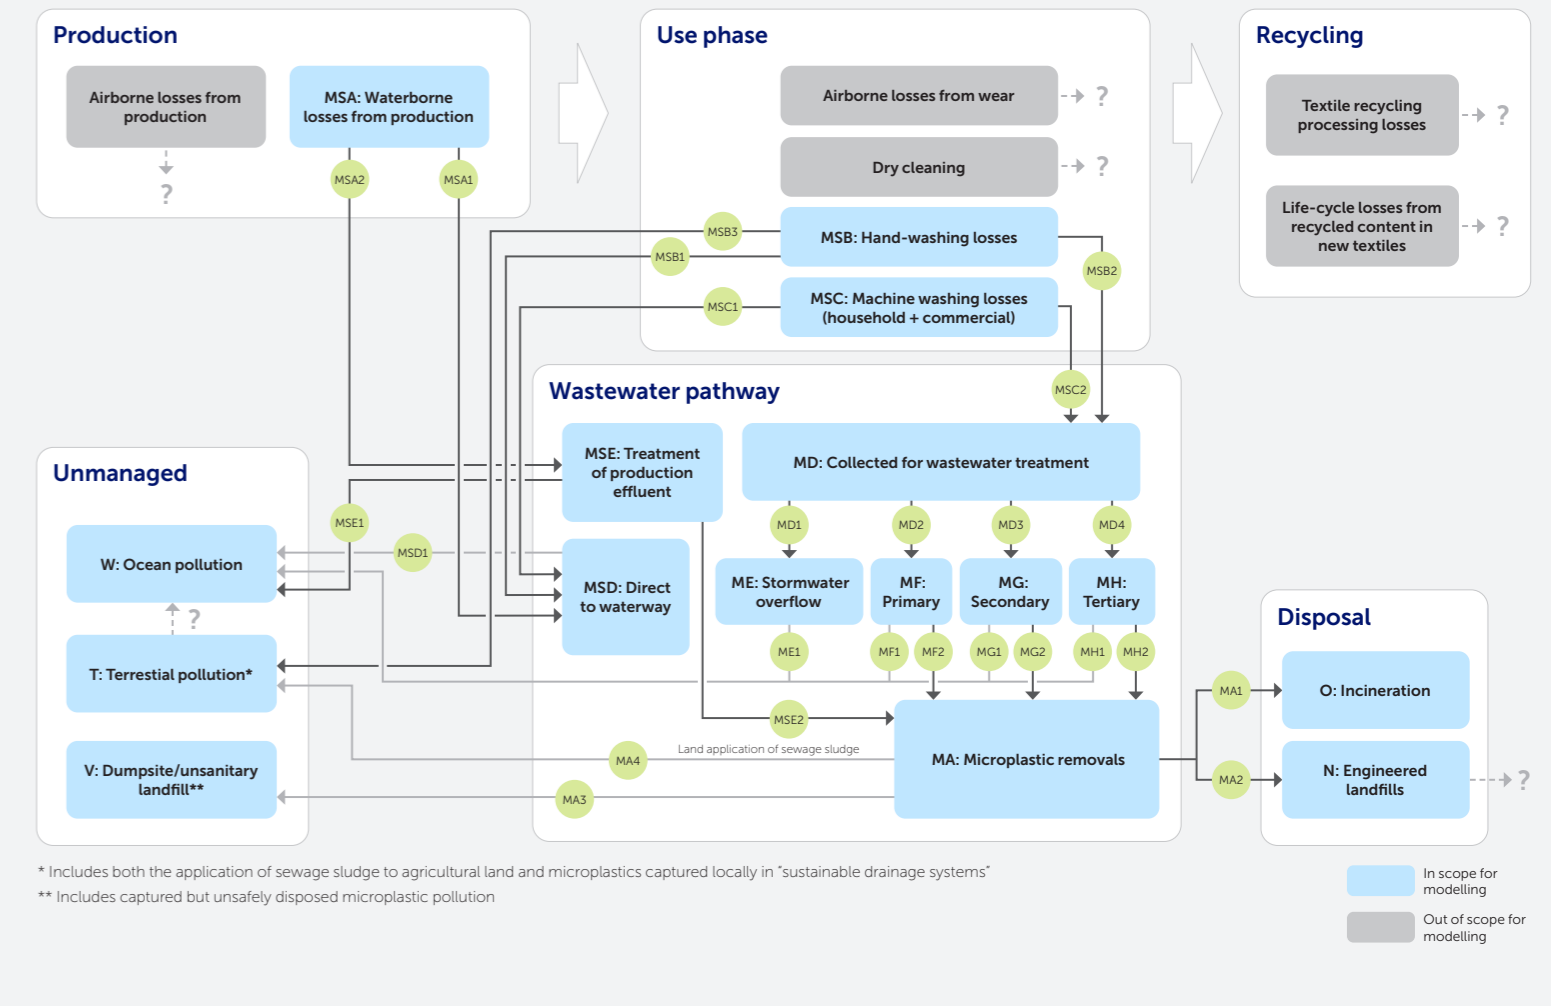 Production
Airborne losses from
production
?
MSA: Waterborne
losses from production
MSA2
MSA1
Use phase
Airborne losses from wear
?
Dry cleaning
?
MSB: Hand-washing losses
MSB3
MSB1
MSB2
MSC: Machine washing losses
(household + commercial)
MSC1
MSC2
Recycling
Textile recycling
processing losses
?
Life-cycle losses from
recycled content in
new textiles
?
Wastewater pathway
MSE: Treatment
of production
effluent
MD: Collected for wastewater treatment
MD1
MD2
MD3
MD4
MSD: Direct
to waterway
ME: Stormwater
overflow
MF:
Primary
MG:
Secondary
MH:
Tertiary
ME1
MF1
MF2
MG1
MG2
MH1
MH2
MSE2
Land application of sewage sludge
MA: Microplastic removals
MA4
MA3
Unmanaged
MSE1
MSD1
W: Ocean pollution
?
T: Terrestial pollution*
V: Dumpsite/unsanitary
landfill**
Disposal
MA1
O: Incineration
MA2
N: Engineered
landfills
?
* Includes both the application of sewage sludge to agricultural land and microplastics captured locally in “sustainable drainage systems”
** Includes captured but unsafely disposed microplastic pollution
In scope for
modelling
Out of scope for
modelling